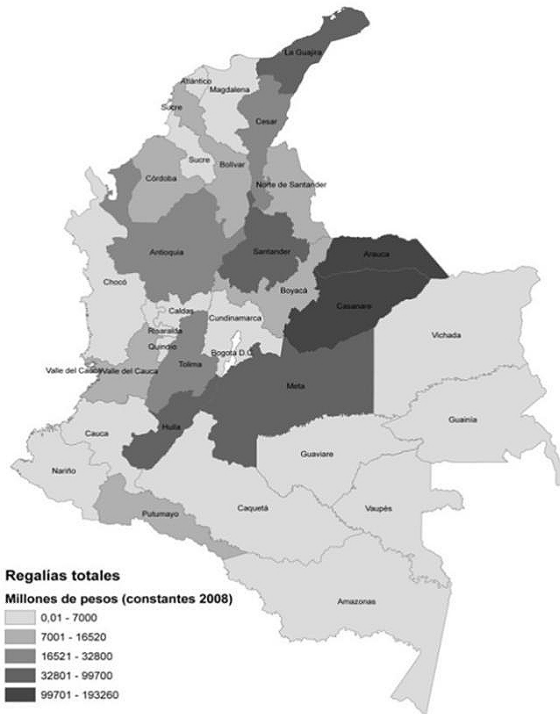 La Guajira
Atlántico
Magdalena
Sucre
Cesar
Sucre
Bolívar
Córdoba
Norte de Santander
Antioquia
Santander
Arauca
Chocó
Boyacá
Casanare
Caldas
Cundinamarca
Risaralda
Vichada
Quindío
Bogotá D.C.
Tolima
Valle del Cauca
Valle del Cauca
Meta
Guainía
Huila
Cauca
Guaviare
Nariño
Caquetá
Vaupés
Putumayo
Amazonas
Regalías totales
Millones de pesos (constantes 2008)
0,01 - 7000
7001 - 16520
16521 - 32800
32801 - 99700
99701 - 193260